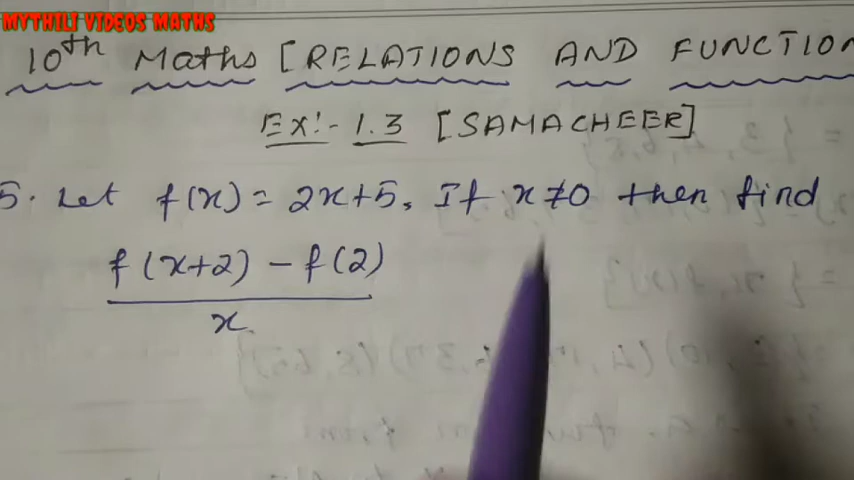 MYTHILI VIDEOS MATHS
10th Maths [RELATIONS AND FUNCTION
Ex:- 1.3 [SAMACHEER]
5. Let f(x) = 2x+5. If x≠0 then find
f(x+2) - f(2)
x